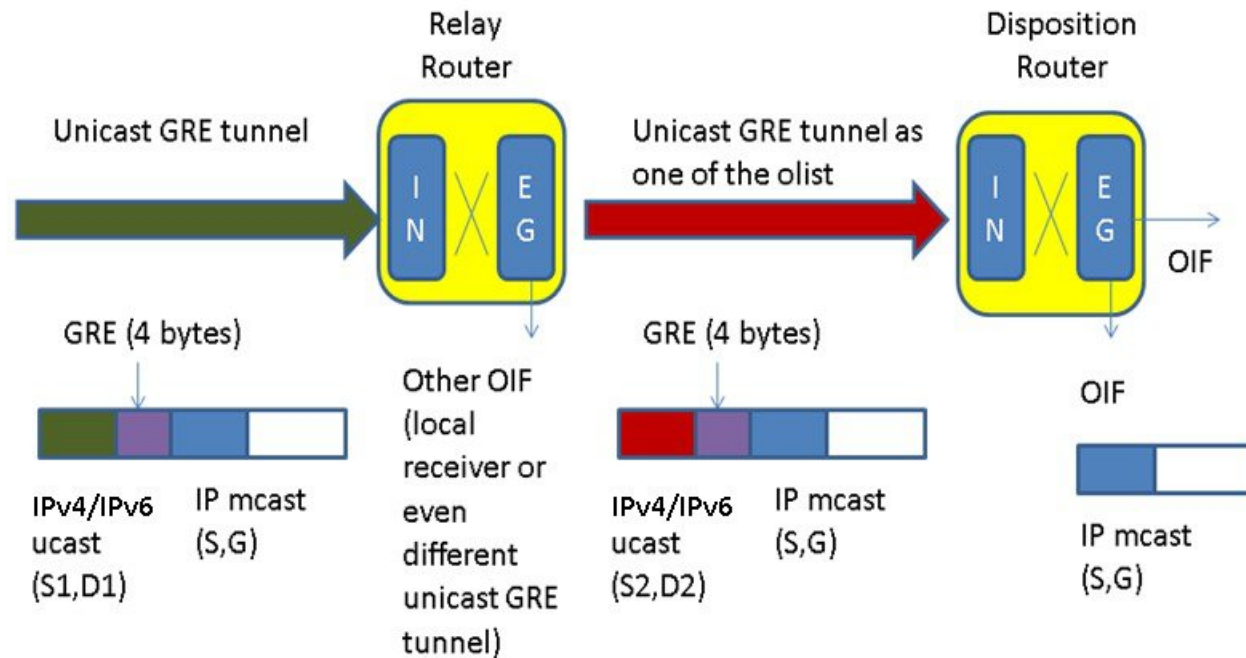 Relay
Router
Disposition
Router
Unicast GRE tunnel
Unicast GRE tunnel as
one of the olist
I
N
E
G
I
N
E
G
OIF
GRE (4 bytes)
IPv4/IPv6
ucast
(S1,D1)
IP mcast
(S,G)
Other OIF
(local
receiver or
even
different
unicast GRE
tunnel)
GRE (4 bytes)
IPv4/IPv6
ucast
(S2,D2)
IP mcast
(S,G)
OIF
IP mcast
(S,G)